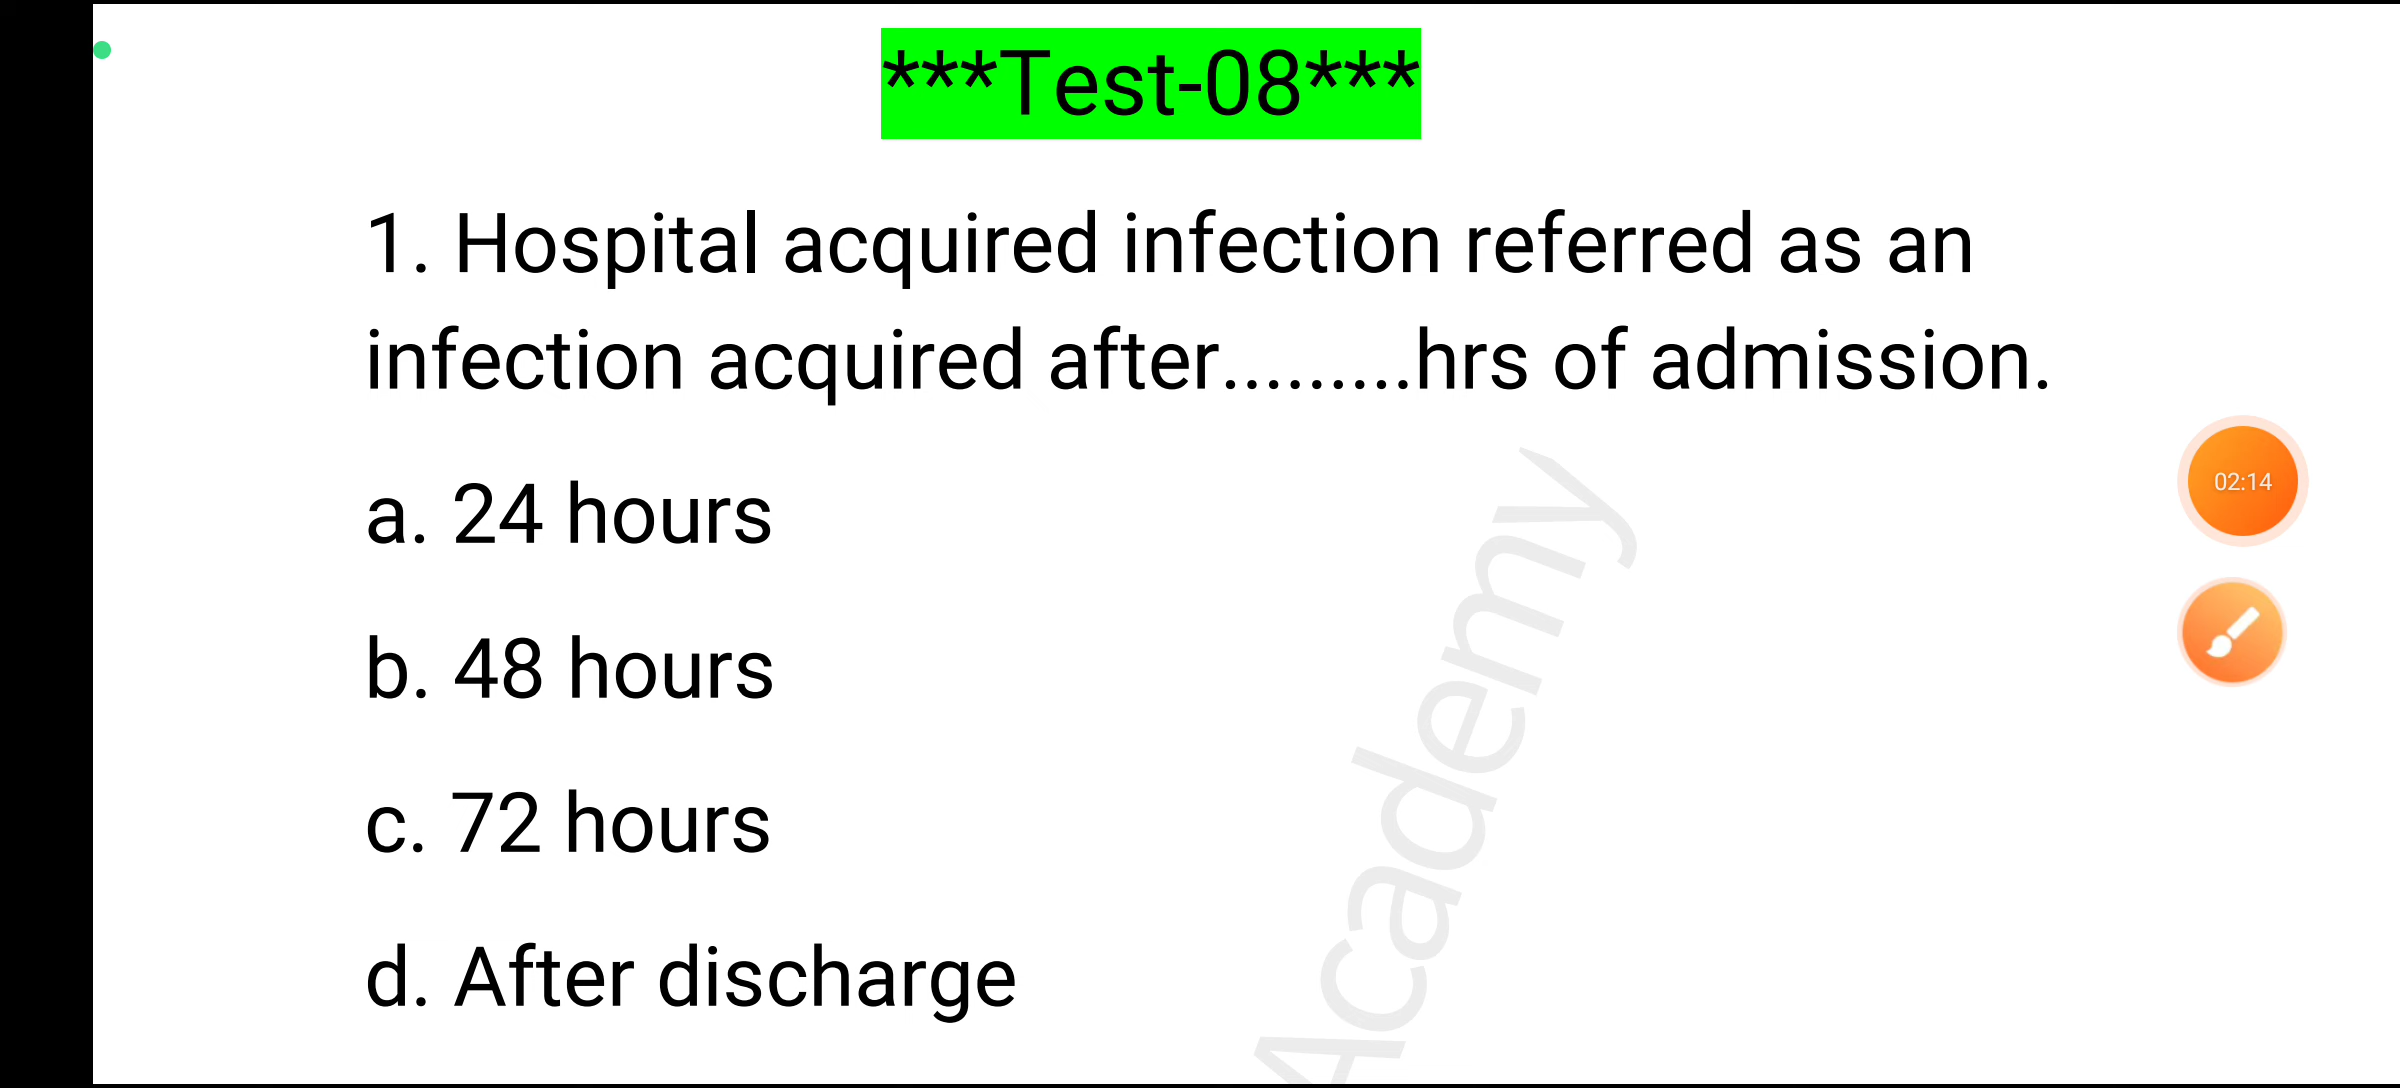 ***Test-08***
1. Hospital acquired infection referred as an
infection acquired after.........hrs of admission.
a. 24 hours
b. 48 hours
c. 72 hours
d. After discharge
Academy
02:14